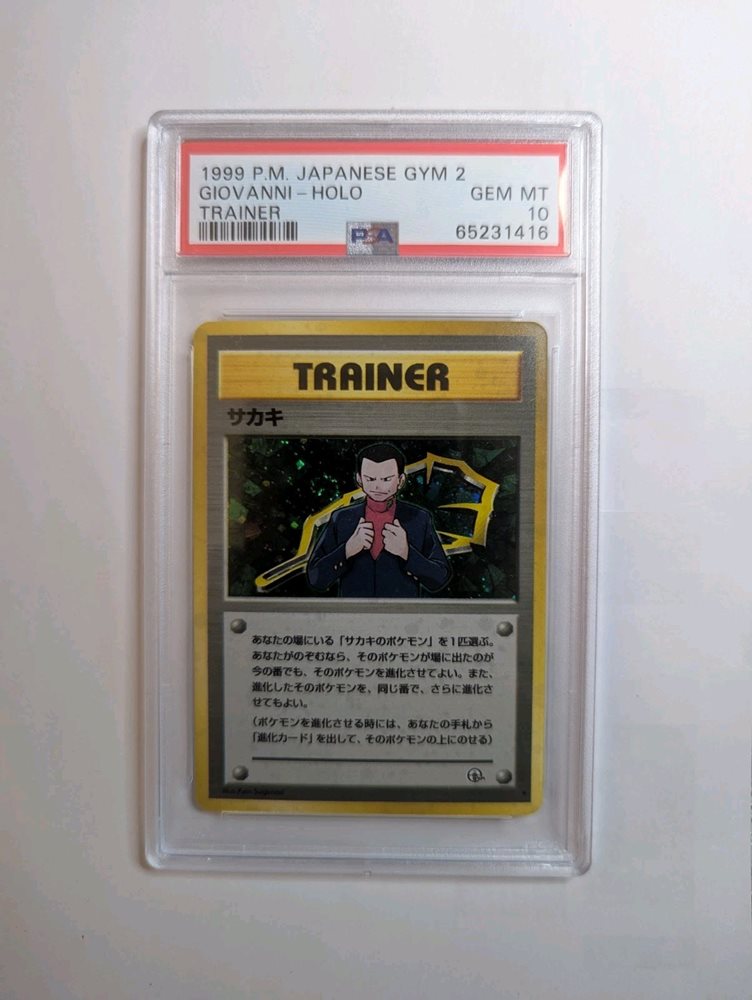 1999 P.M. JAPANESE GYM 2
GIOVANNI - HOLO GEM MT
TRAINER 10
PSA 65231416
TRAINER
サカキ
あなたの場にいる「サカキのポケモン」を1匹選ぶ。
あなたがのぞむなら、そのポケモンが場に出たのが
今の番でも、そのポケモンを進化させてよい。また、
進化したそのポケモンを、同じ番で、さらに進化さ
せてもよい。
(ポケモンを進化させる時には、あなたの手札から
「進化カード」を出して、そのポケモンの上にのせる)
Illus. Ken Sugimori